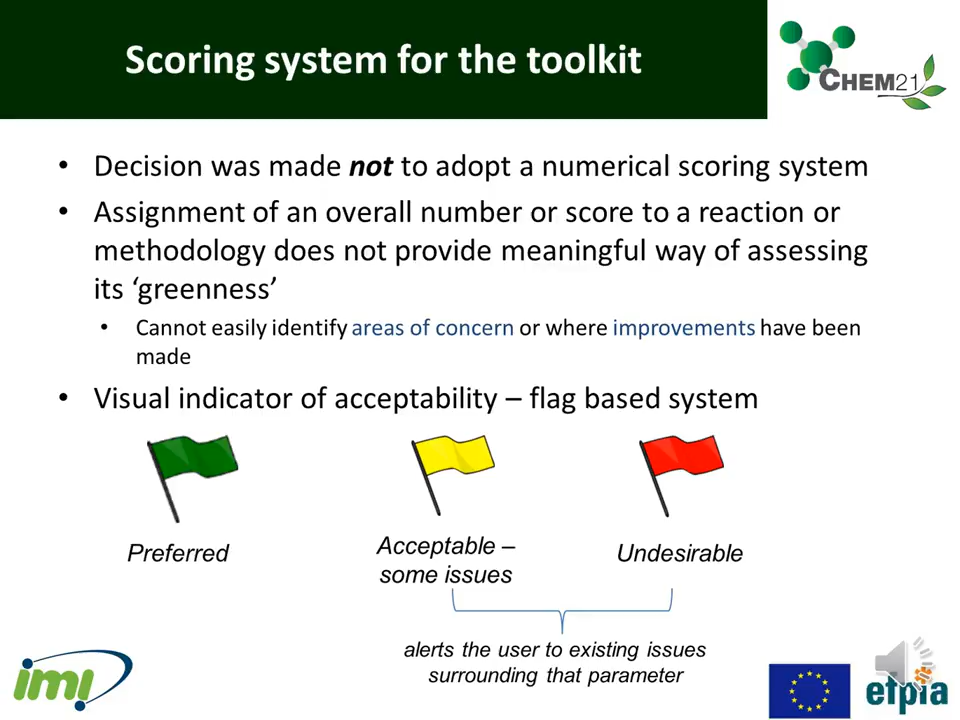 Scoring system for the toolkit
CHEM21
• Decision was made not to adopt a numerical scoring system
• Assignment of an overall number or score to a reaction or
methodology does not provide meaningful way of assessing
its ‘greenness’
• Cannot easily identify areas of concern or where improvements have been
made
• Visual indicator of acceptability – flag based system
Preferred
Acceptable –
some issues
Undesirable
alerts the user to existing issues
surrounding that parameter
imi
efpia